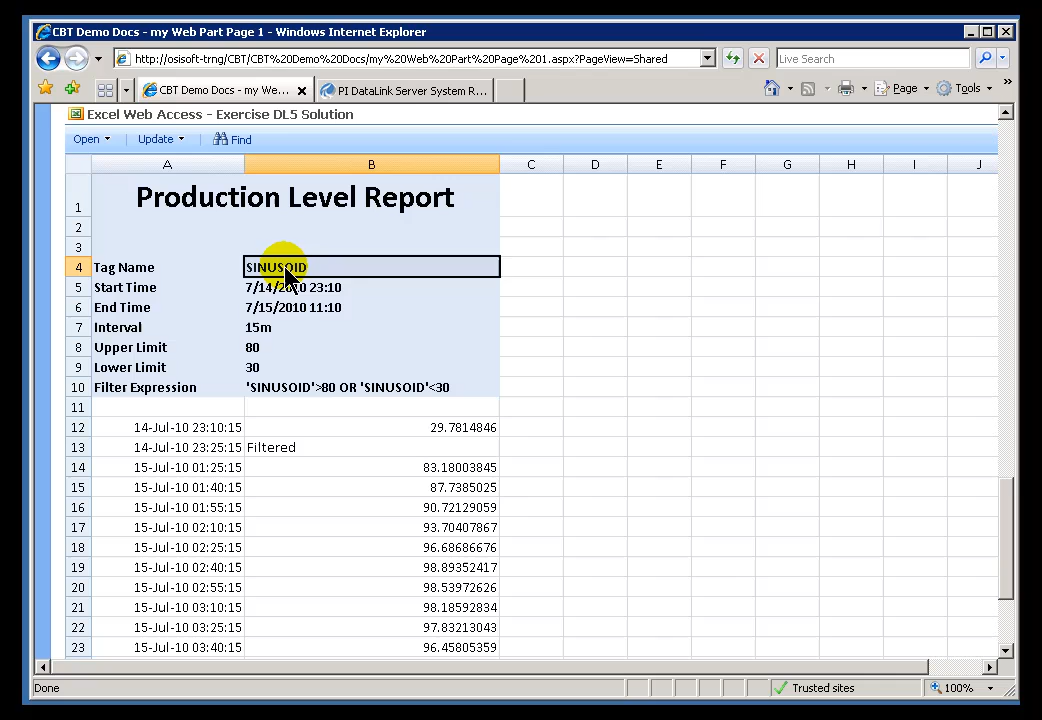 CBT Demo Docs - my Web Part Page 1 - Windows Internet Explorer
http://osisoft-trng/CBT/CBT%20Demo%20Docs/my%20Web%20Part%20Page%201.aspx?PageView=Shared
Live Search
CBT Demo Docs - my We...
PI DataLink Server System R...
Page
Tools
»
Excel Web Access - Exercise DL5 Solution
Open
Update
Find
A B C D E F G H I J
1 Production Level Report
2
3
4 Tag Name SINUSOID
5 Start Time 7/14/2010 23:10
6 End Time 7/15/2010 11:10
7 Interval 15m
8 Upper Limit 80
9 Lower Limit 30
10 Filter Expression 'SINUSOID'>80 OR 'SINUSOID'<30
11
12 14-Jul-10 23:10:15 29.7814846
13 14-Jul-10 23:25:15 Filtered
14 15-Jul-10 01:25:15 83.18003845
15 15-Jul-10 01:40:15 87.7385025
16 15-Jul-10 01:55:15 90.72129059
17 15-Jul-10 02:10:15 93.70407867
18 15-Jul-10 02:25:15 96.68686676
19 15-Jul-10 02:40:15 98.89352417
20 15-Jul-10 02:55:15 98.53972626
21 15-Jul-10 03:10:15 98.18592834
22 15-Jul-10 03:25:15 97.83213043
23 15-Jul-10 03:40:15 96.45805359
Done
Trusted sites
100%